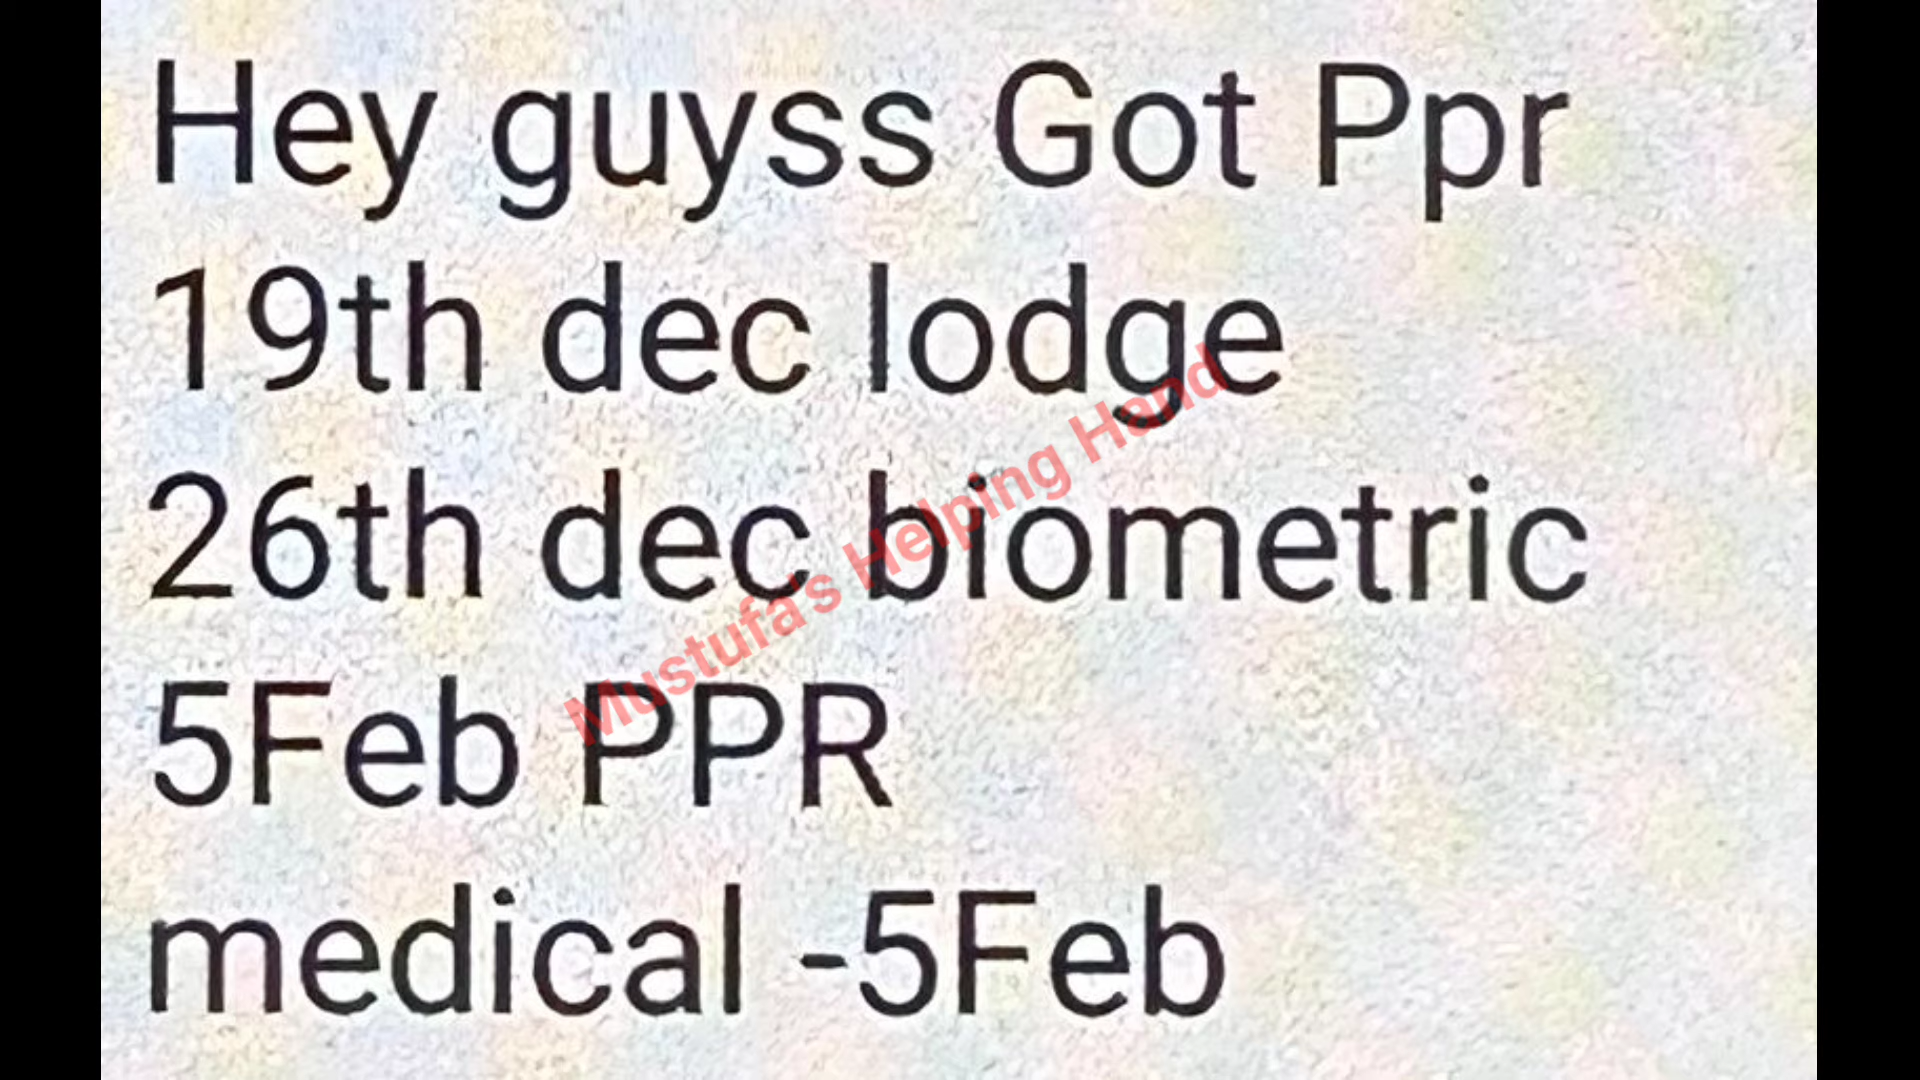 Hey guyss Got Ppr
19th dec lodge
26th dec biometric
5Feb PPR
medical -5Feb
Mustufa's Helping Hand